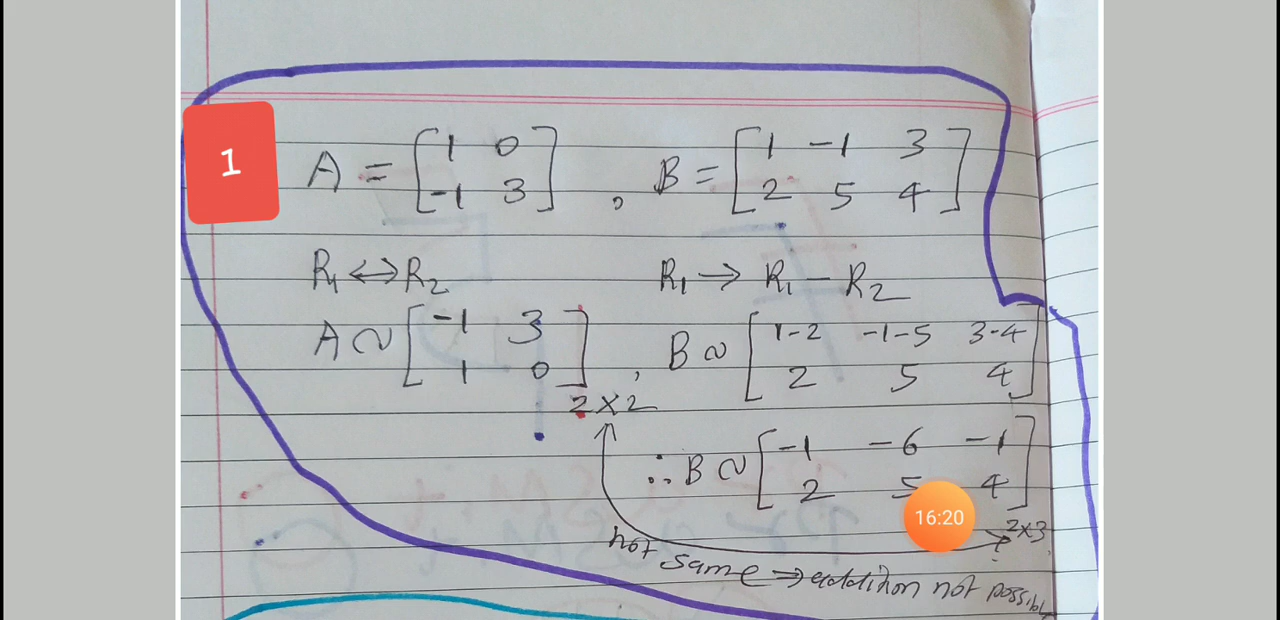 1
A = [1 0; -1 3], B = [1 -1 3; 2 5 4]
R1 ↔ R2 R1 → R1 - R2
A ~ [-1 3; 1 0] 2×2, B ~ [1-2 -1-5 3-4; 2 5 4]
∴ B ~ [-1 -6 -1; 2 5 4] 2×3
16:20
not same ⇒ addition not possible